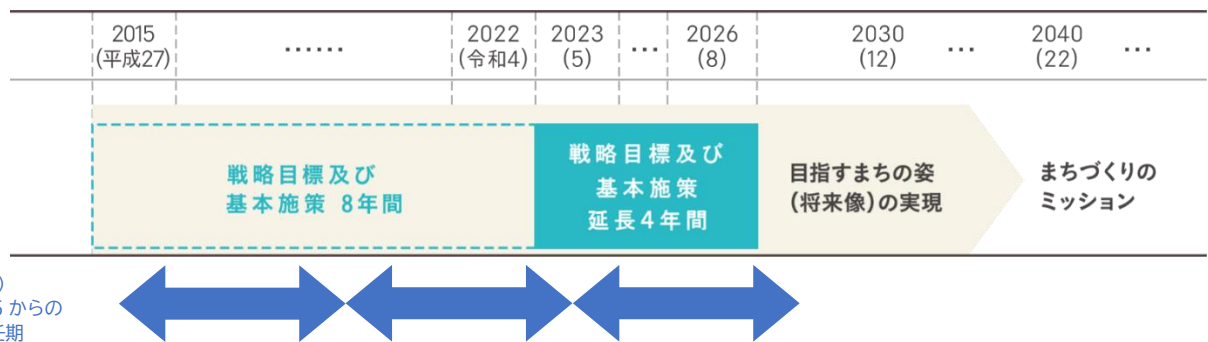 2015 …… 2022 2023 … 2026 2030 … 2040 …
(平成27) (令和4) (5) (8) (12) (22)
戦略目標及び
基本施策 8年間
戦略目標及び
基本施策
延長4年間
目指すまちの姿
(将来像)の実現
まちづくりの
ミッション
)
からの
任期